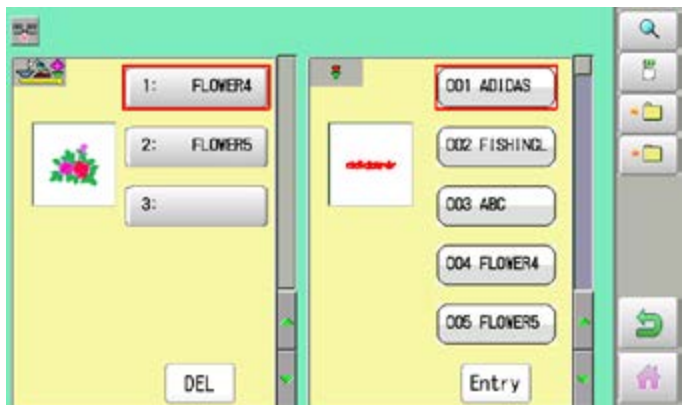 1: FLOWER4
2: FLOWER5
3:
DEL
001 ADIDAS
002 FISHINGL
003 ABC
004 FLOWER4
005 FLOWER5
Entry